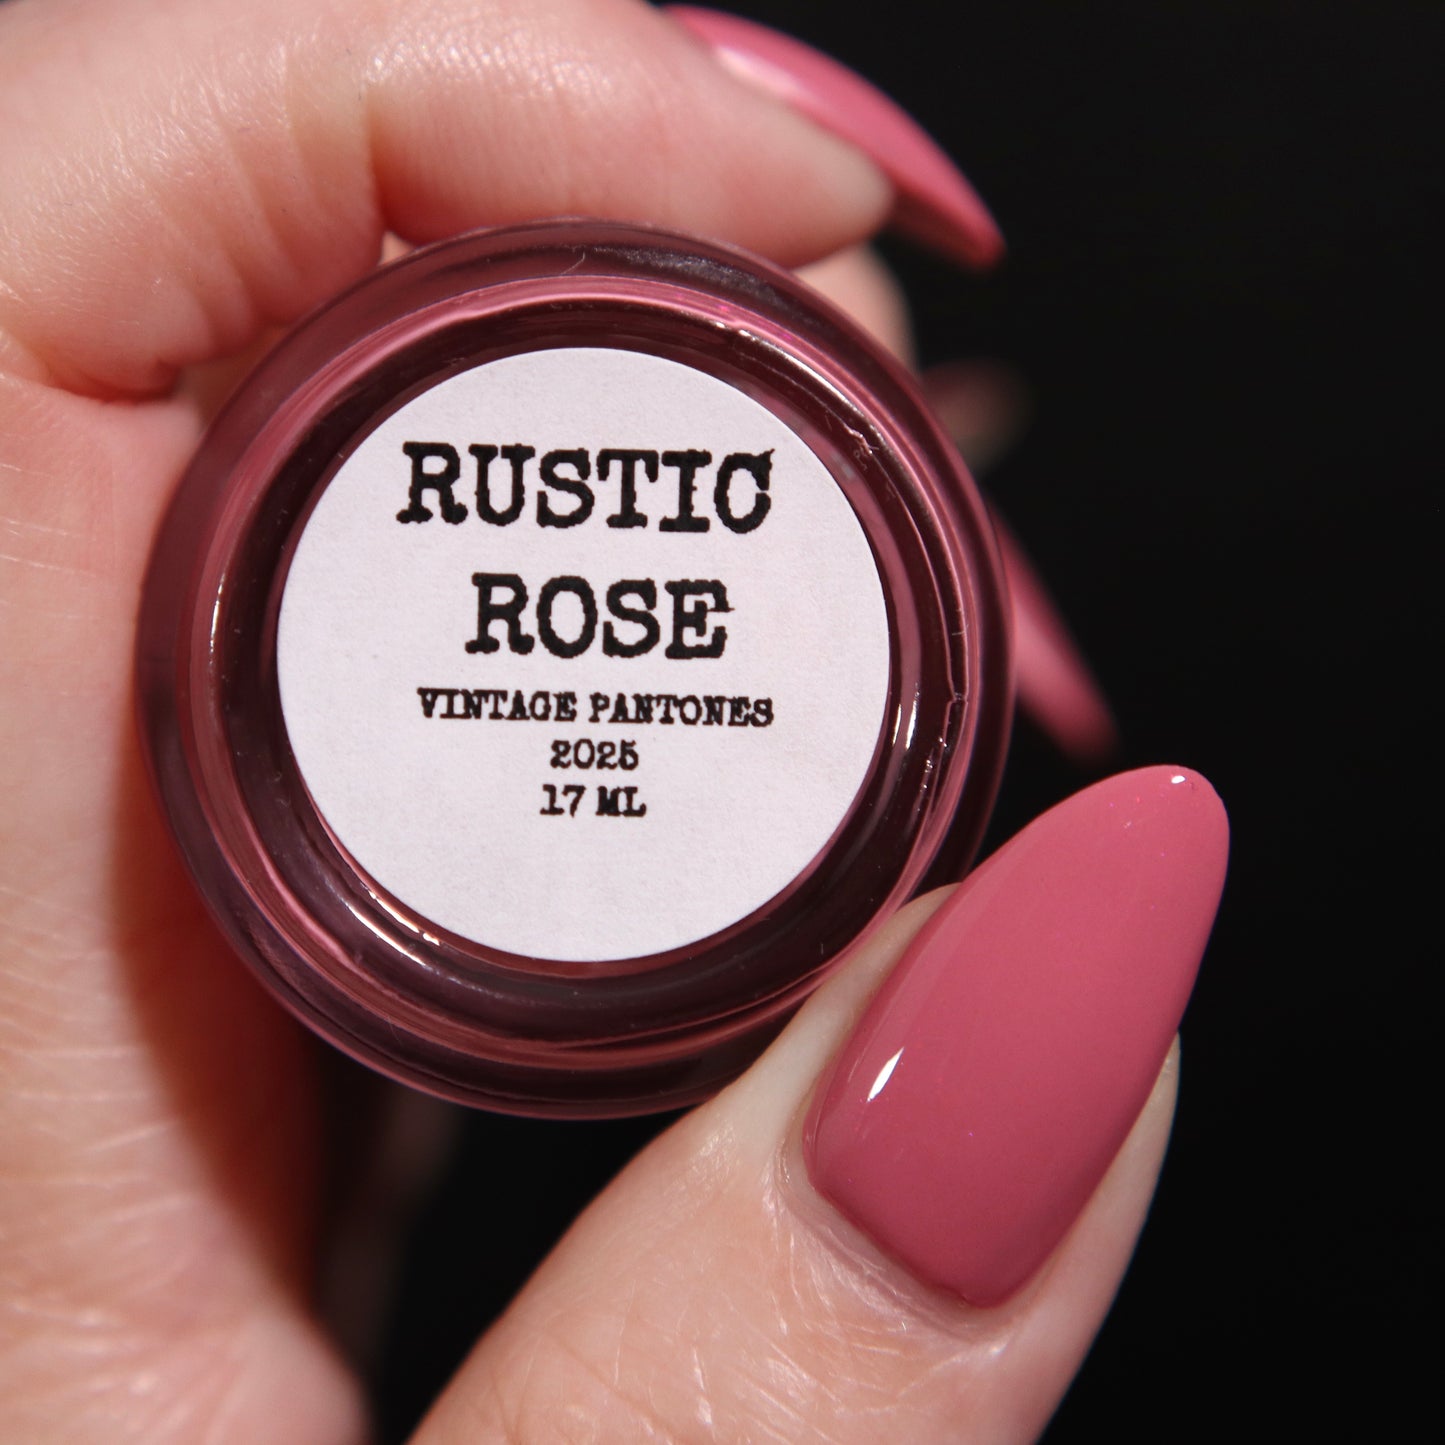 RUSTIC
ROSE
VINTAGE PANTONES
2025
17 ML